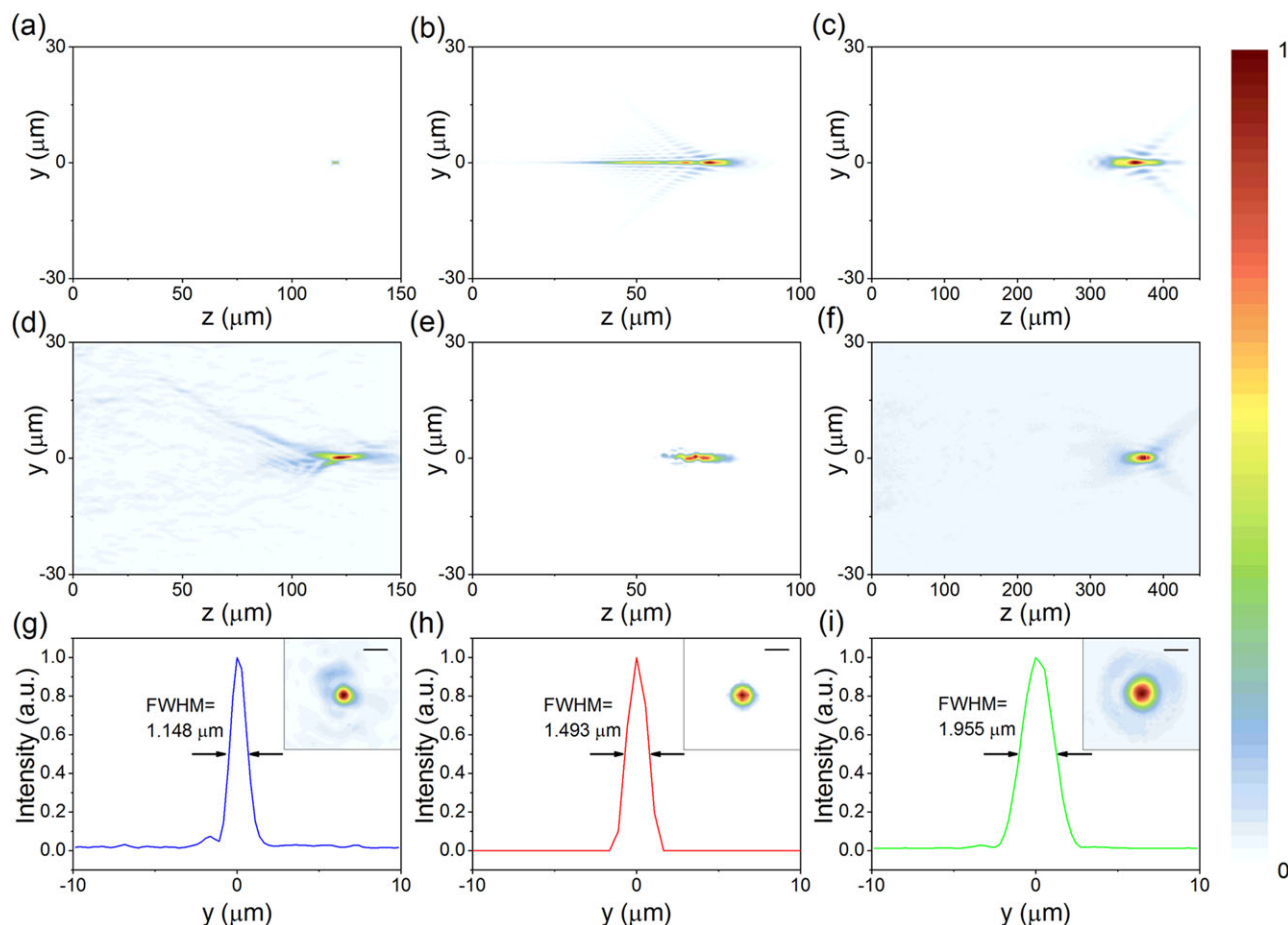 (a)
30
0
-30
y (μm)
0
50
100
150
z (μm)
(b)
30
0
-30
y (μm)
0
50
100
z (μm)
(c)
30
0
-30
y (μm)
0
100
200
300
400
z (μm)
1
0
(d)
30
0
-30
y (μm)
0
50
100
150
z (μm)
(e)
30
0
-30
y (μm)
0
50
100
z (μm)
(f)
30
0
-30
y (μm)
0
100
200
300
400
z (μm)
(g)
1.0
0.8
0.6
0.4
0.2
0.0
Intensity (a.u.)
FWHM=
1.148 μm
-10
0
10
y (μm)
(h)
1.0
0.8
0.6
0.4
0.2
0.0
Intensity (a.u.)
FWHM=
1.493 μm
-10
0
10
y (μm)
(i)
1.0
0.8
0.6
0.4
0.2
0.0
Intensity (a.u.)
FWHM=
1.955 μm
-10
0
10
y (μm)